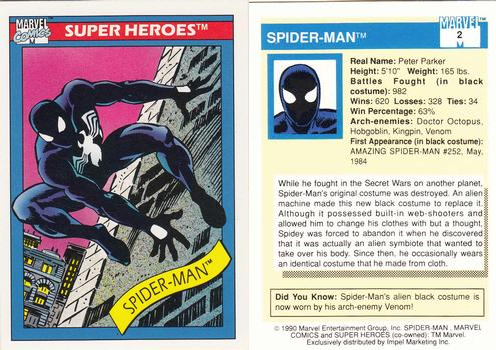 MARVEL
COMICS
SUPER HEROES™
SPIDER-MAN™
SPIDER-MAN™
MARVEL™
2
Real Name: Peter Parker
Height: 5'10" Weight: 165 lbs.
Battles Fought (in black
costume): 982
Wins: 620 Losses: 328 Ties: 34
Win Percentage: 63%
Arch-enemies: Doctor Octopus,
Hobgoblin, Kingpin, Venom
First Appearance (in black costume):
AMAZING SPIDER-MAN #252, May,
1984
While he fought in the Secret Wars on another planet,
Spider-Man's original costume was destroyed. An alien
machine made this new black costume to replace it.
Although it possessed built-in web-shooters and
allowed him to change his clothes with but a thought,
Spidey was forced to abandon it when he discovered
that it was actually an alien symbiote that wanted to
take over his body. Since then, he occasionally wears
an identical costume that he made from cloth.
Did You Know: Spider-Man's alien black costume is
now worn by his arch-enemy Venom!
© 1990 Marvel Entertainment Group, Inc. SPIDER-MAN, MARVEL
COMICS and SUPER HEROES (co-owned): TM Marvel.
Exclusively distributed by Impel Marketing Inc.